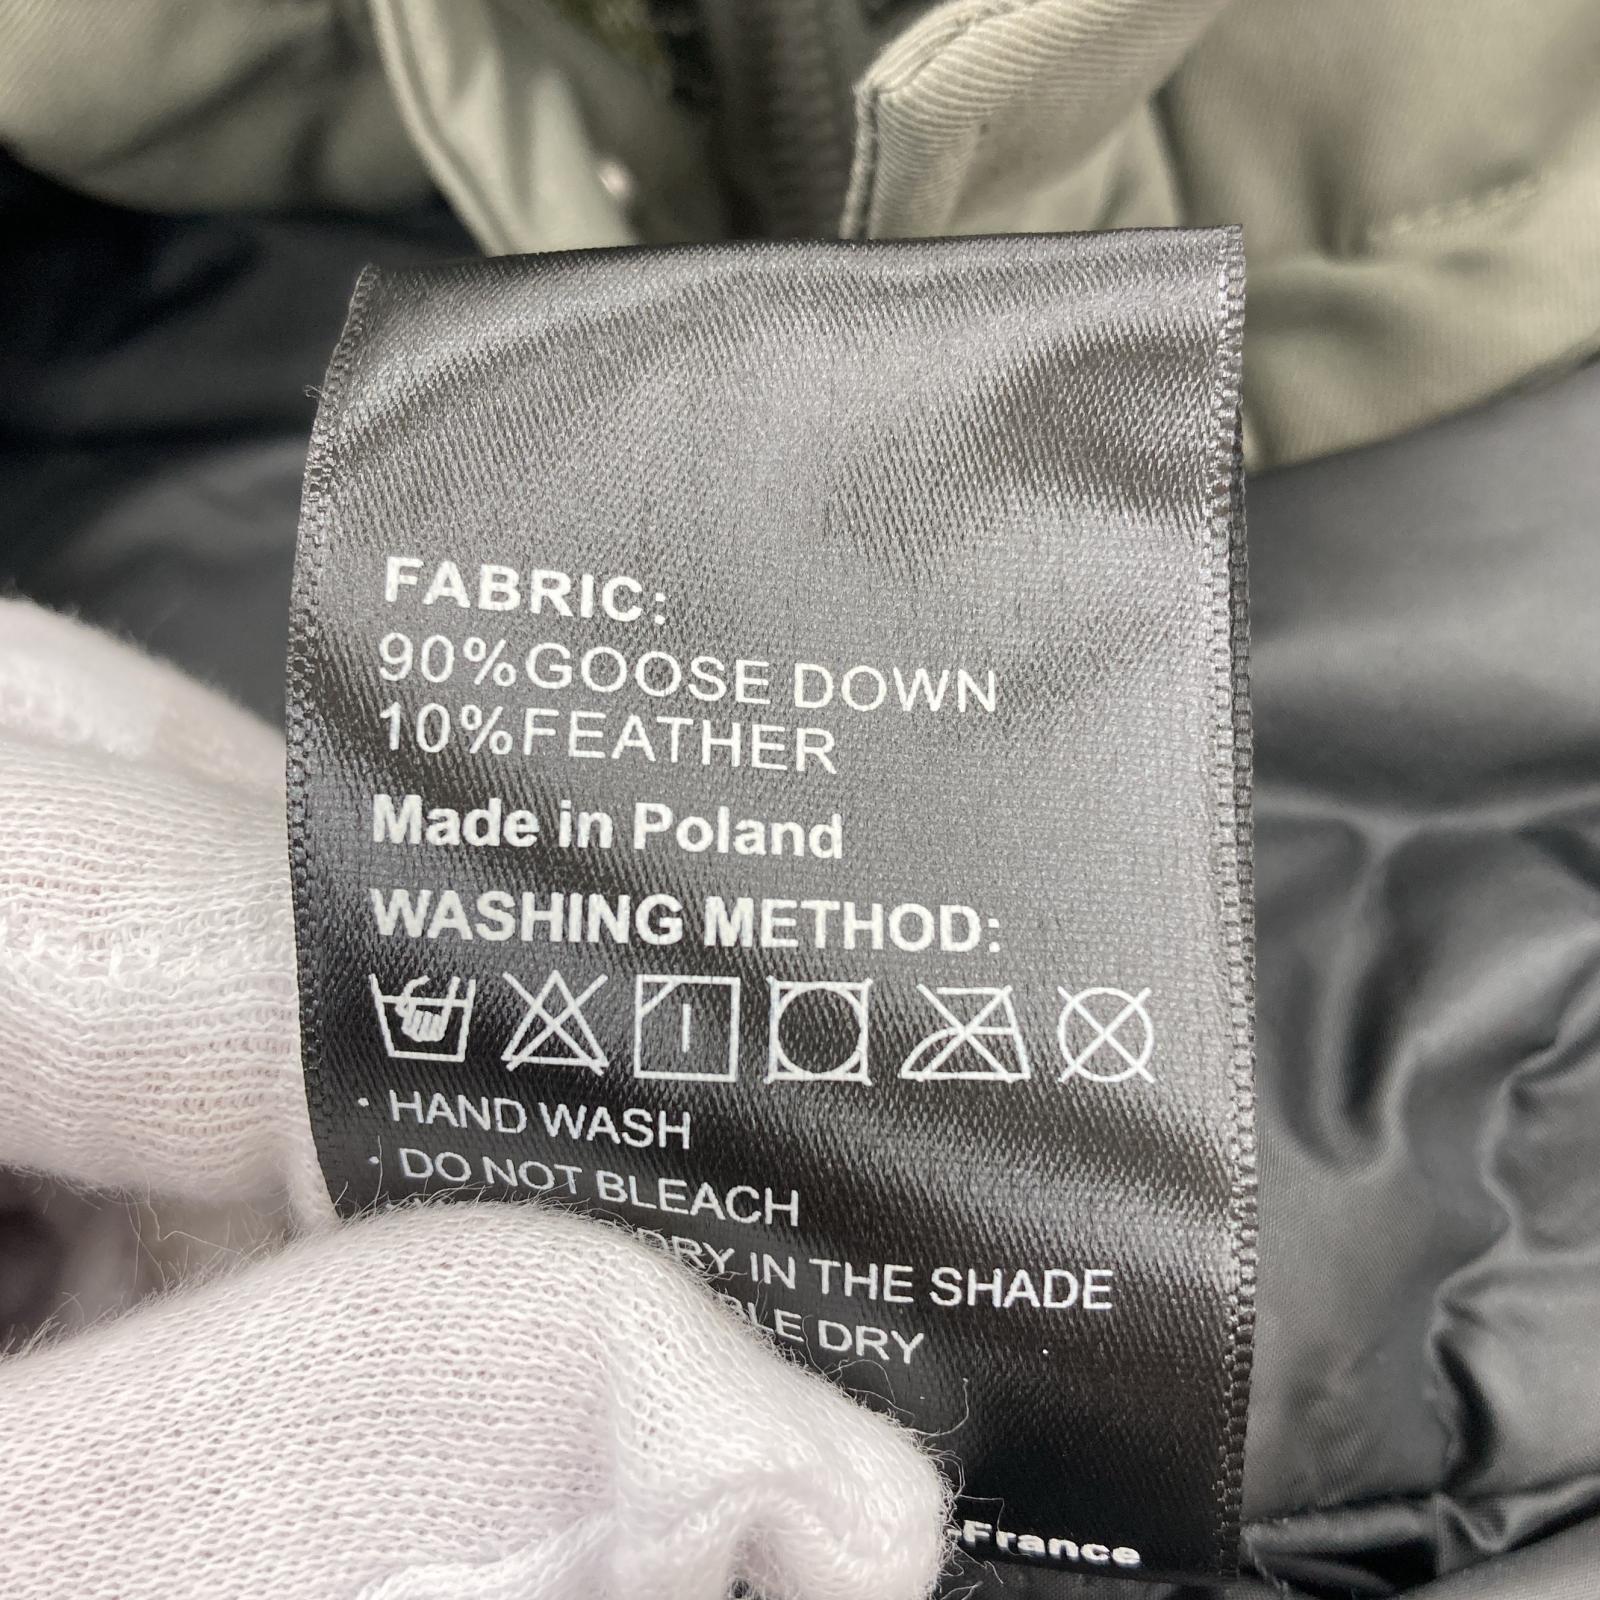 FABRIC:
90%GOOSE DOWN
10%FEATHER
Made in Poland
WASHING METHOD:
· HAND WASH
· DO NOT BLEACH
DRY IN THE SHADE
DRY
-France